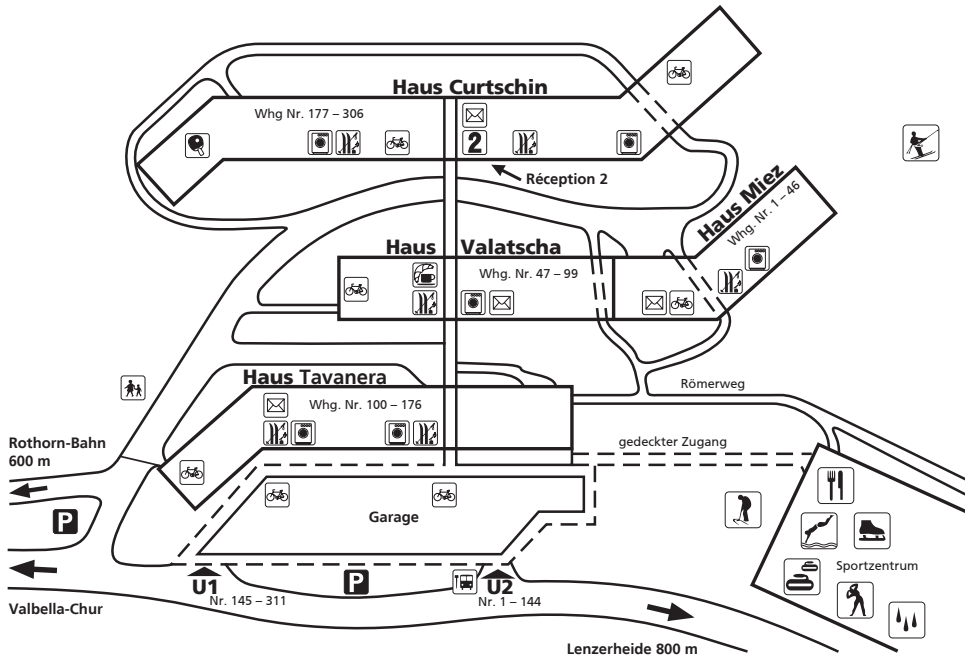 Haus Curtschin
Whg Nr. 177 – 306
2
Réception 2
Haus Miez
Whg. Nr. 1 – 46
Haus Valatscha
Whg. Nr. 47 – 99
Haus Tavanera
Whg. Nr. 100 – 176
Römerweg
gedeckter Zugang
Rothorn-Bahn
600 m
P
Garage
Sportzentrum
U1
Nr. 145 – 311
P
U2
Nr. 1 – 144
Valbella-Chur
Lenzerheide 800 m